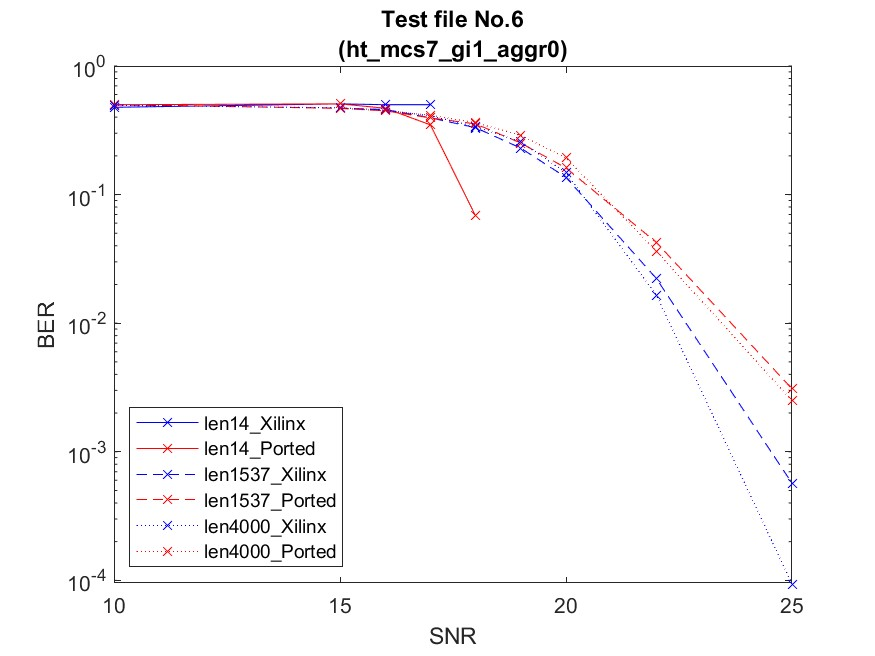 Test file No.6
(ht_mcs7_gi1_aggr0)
10^0
10^-1
10^-2
10^-3
10^-4
BER
len14_Xilinx
len14_Ported
len1537_Xilinx
len1537_Ported
len4000_Xilinx
len4000_Ported
10 15 20 25
SNR